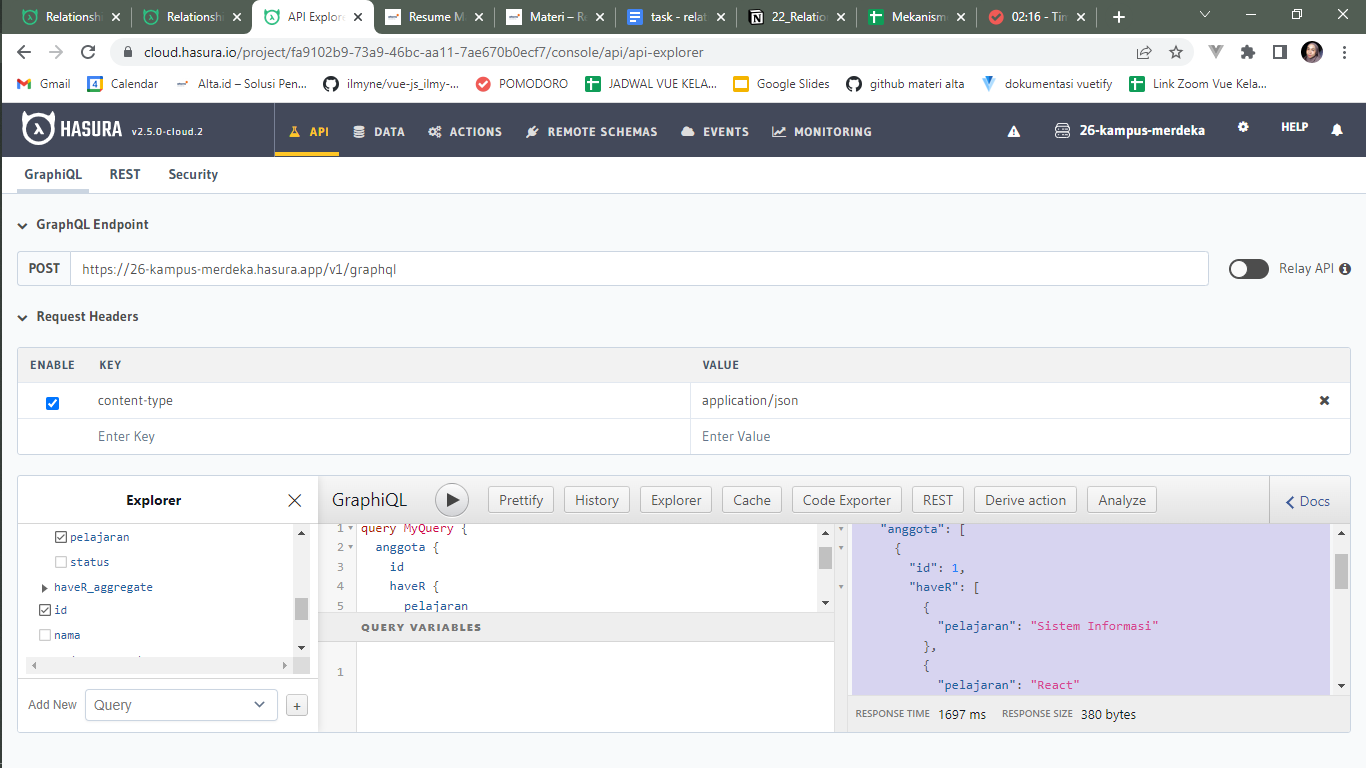 Relationsh
Relationsh
API Explore
Resume M
Materi – Re
task - relat
22_Relatio
Mekanism
02:16 - Tim
cloud.hasura.io/project/fa9102b9-73a9-46bc-aa11-7ae670b0ecf7/console/api/api-explorer
Gmail
Calendar
Alta.id – Solusi Pen...
ilmyne/vue-js_ilmy-...
POMODORO
JADWAL VUE KELA...
Google Slides
github materi alta
dokumentasi vuetify
Link Zoom Vue Kela...
HASURA v2.5.0-cloud.2
API
DATA
ACTIONS
REMOTE SCHEMAS
EVENTS
MONITORING
26-kampus-merdeka
HELP
GraphiQL
REST
Security
GraphQL Endpoint
POST https://26-kampus-merdeka.hasura.app/v1/graphql
Relay API
Request Headers
ENABLE KEY VALUE
content-type application/json
Enter Key Enter Value
Explorer
pelajaran
status
haveR_aggregate
id
nama
Add New Query +
GraphiQL
Prettify
History
Explorer
Cache
Code Exporter
REST
Derive action
Analyze
Docs
1 query MyQuery {
2 anggota {
3 id
4 haveR {
5 pelajaran
QUERY VARIABLES
1
"anggota": [
{
"id": 1,
"haveR": [
{
"pelajaran": "Sistem Informasi"
},
{
"pelajaran": "React"
RESPONSE TIME 1697 ms RESPONSE SIZE 380 bytes